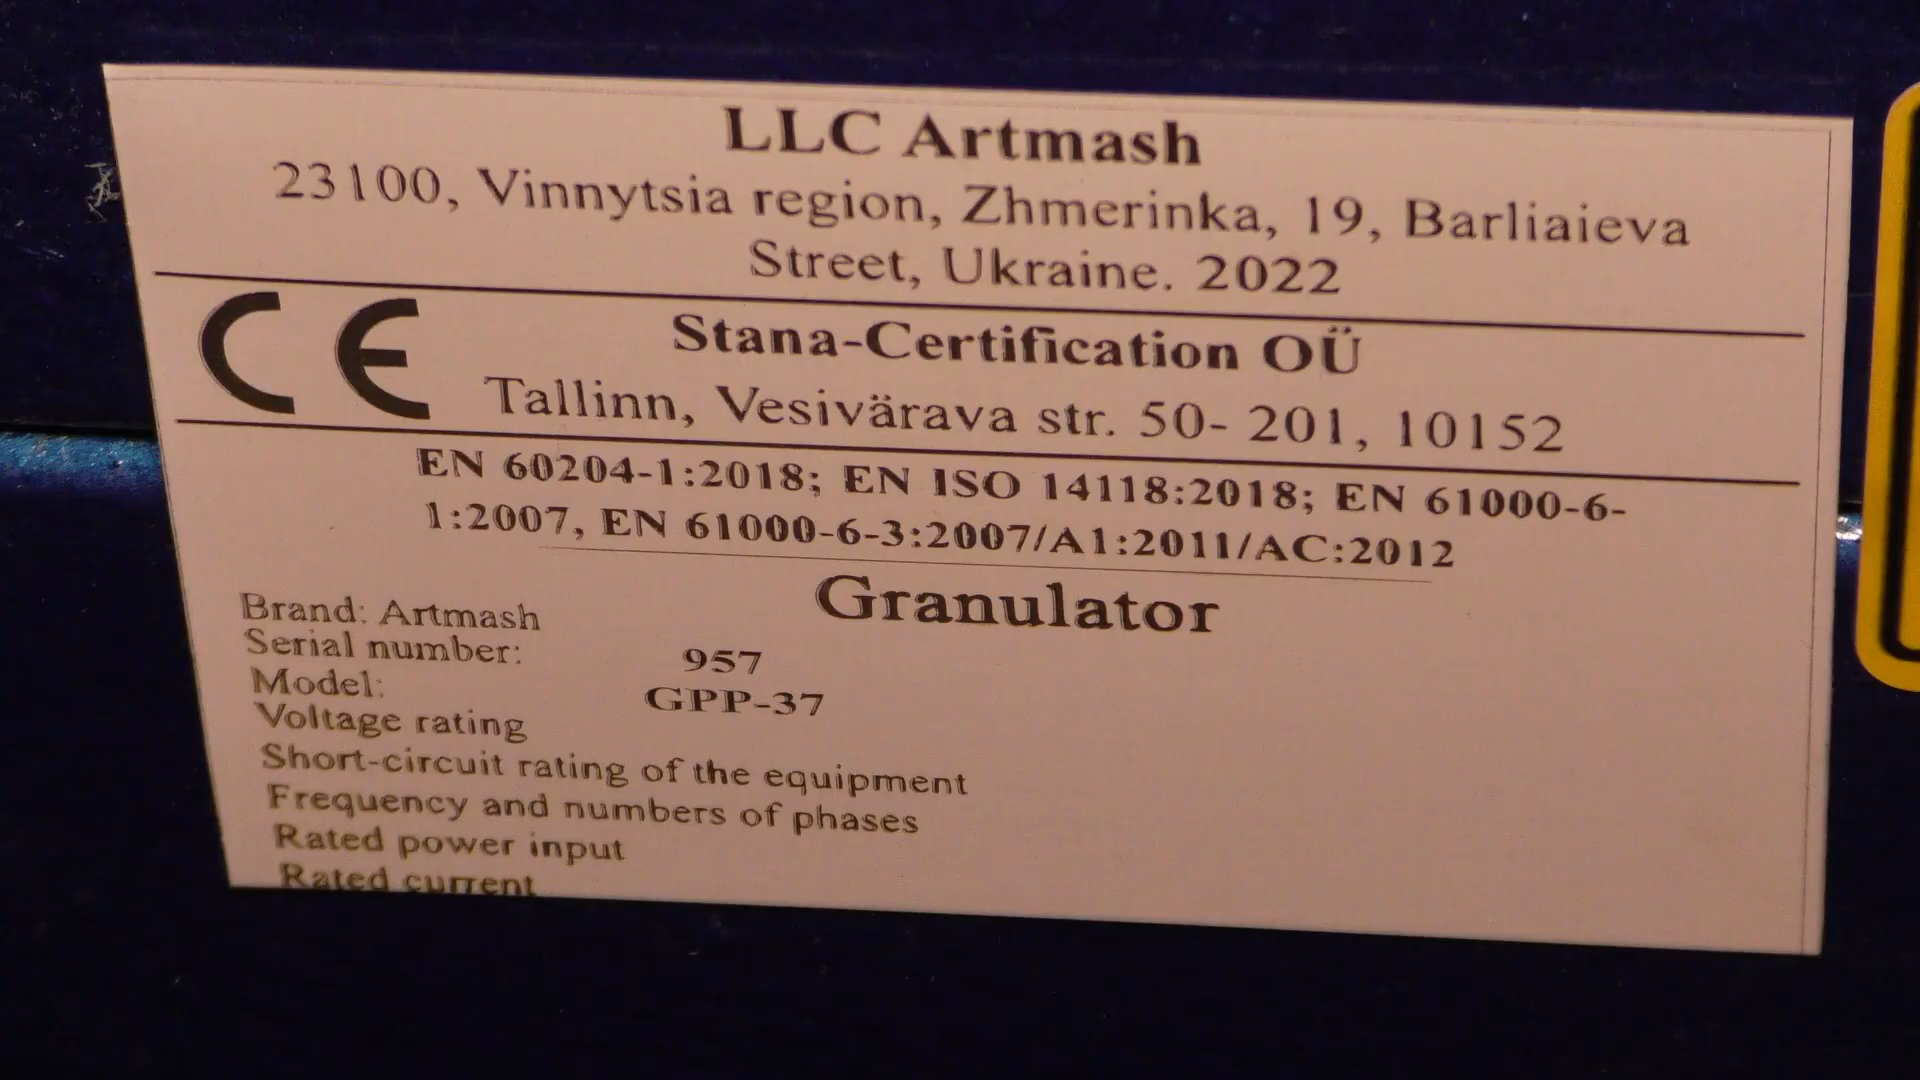 LLC Artmash
23100, Vinnytsia region, Zhmerinka, 19, Barliaieva
Street, Ukraine. 2022
CE
Stana-Certification OÜ
Tallinn, Vesivärava str. 50- 201, 10152
EN 60204-1:2018; EN ISO 14118:2018; EN 61000-6-
1:2007, EN 61000-6-3:2007/A1:2011/AC:2012
Granulator
Brand: Artmash
Serial number: 957
Model: GPP-37
Voltage rating
Short-circuit rating of the equipment
Frequency and numbers of phases
Rated power input
Rated current